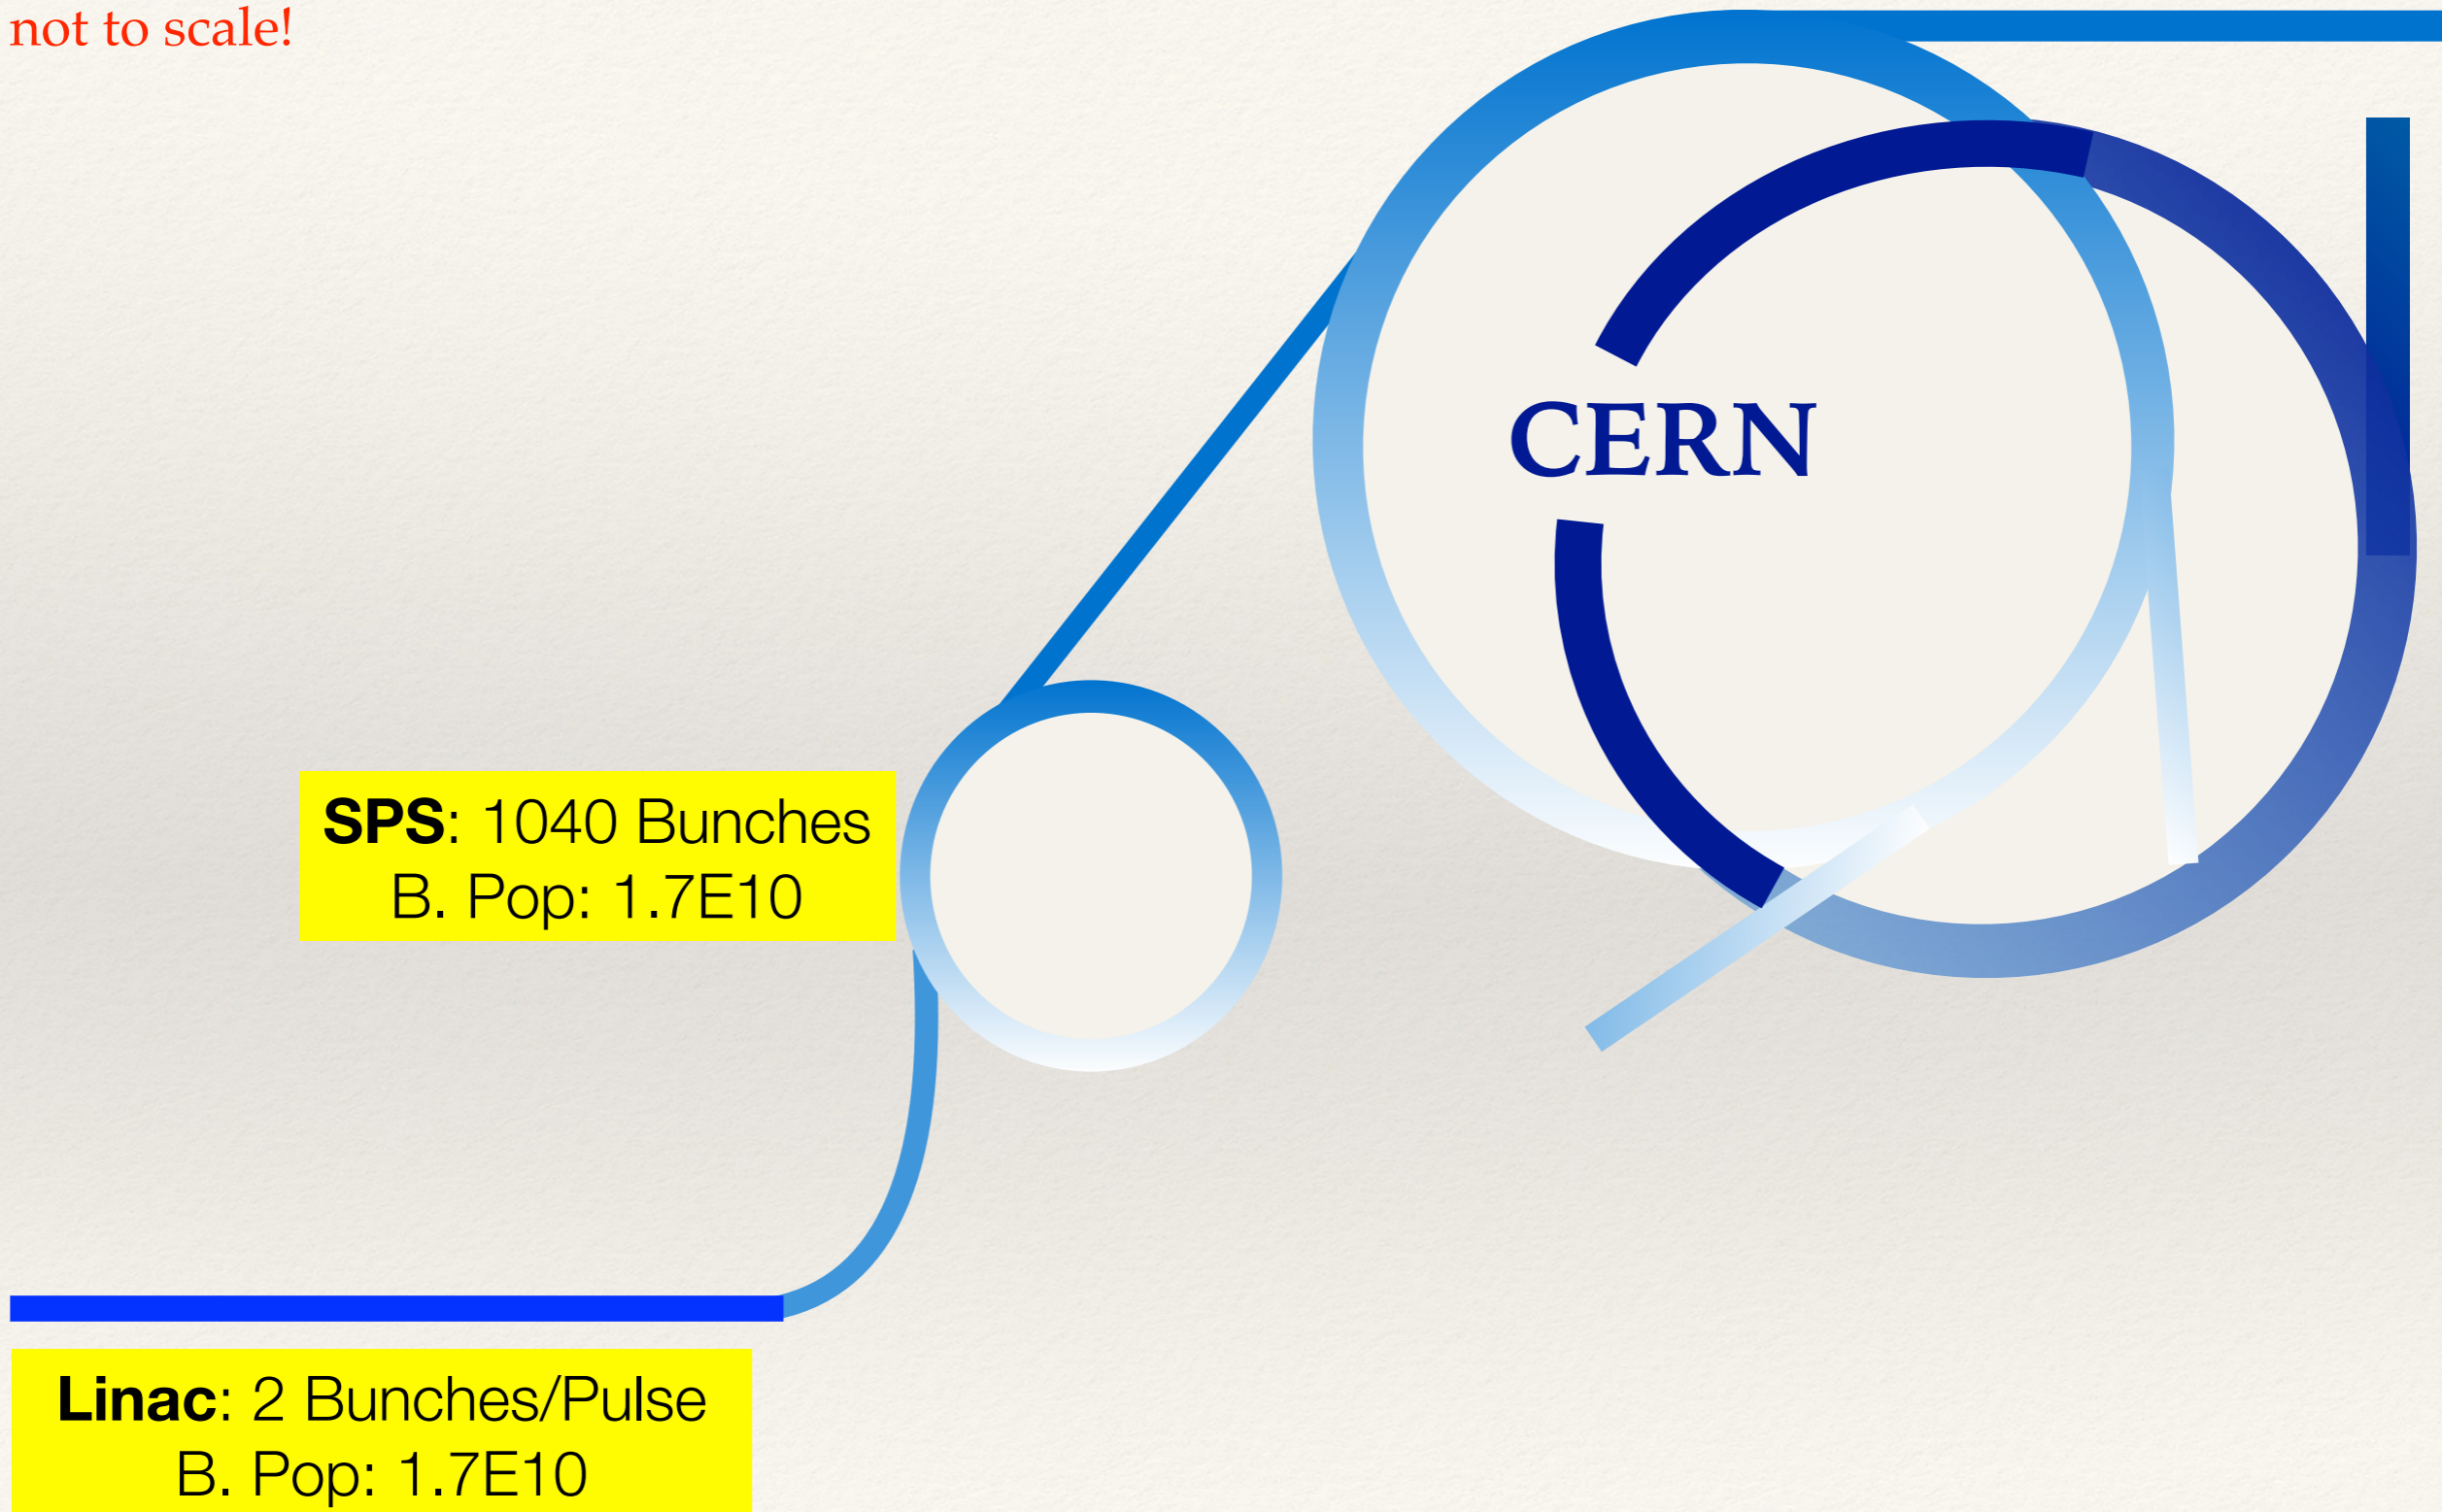 not to scale!
CERN
SPS: 1040 Bunches
B. Pop: 1.7E10
Linac: 2 Bunches/Pulse
B. Pop: 1.7E10